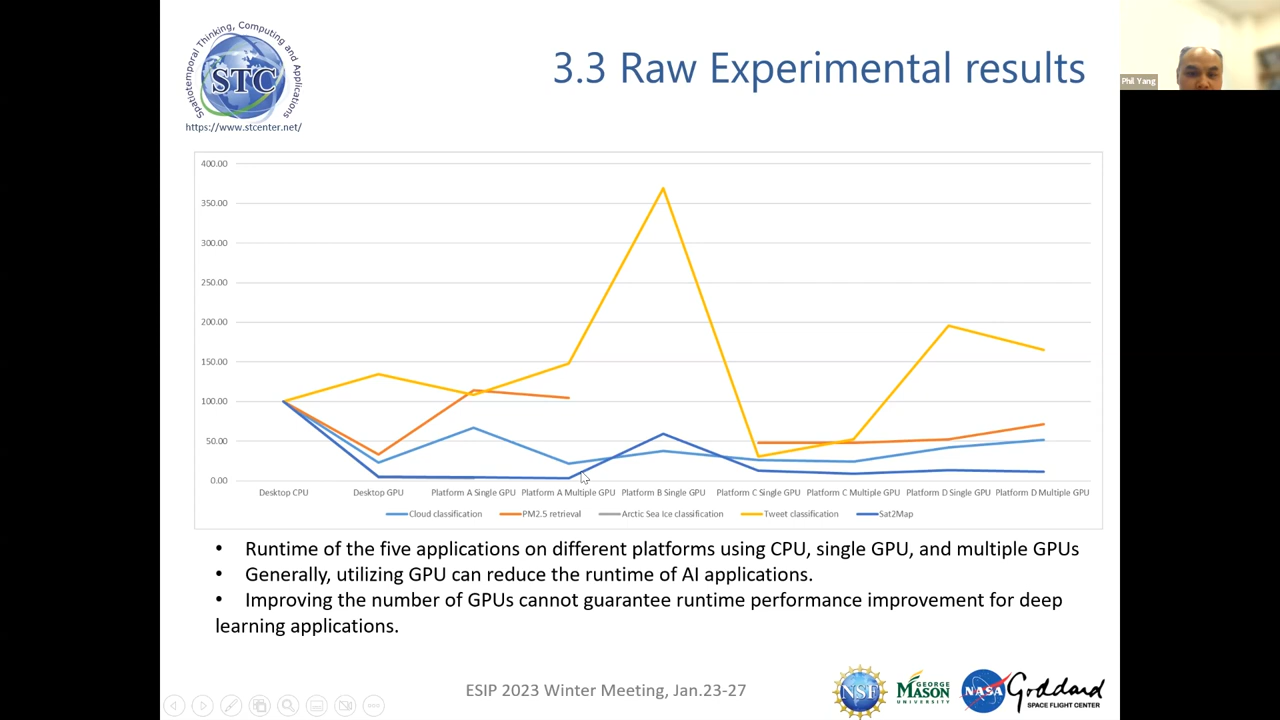 Spatiotemporal Thinking, Computing and Applications
STC
https://www.stcenter.net/
3.3 Raw Experimental results
Phil Yang
400.00
350.00
300.00
250.00
200.00
150.00
100.00
50.00
0.00
Desktop CPU Desktop GPU Platform A Single GPU Platform A Multiple GPU Platform B Single GPU Platform C Single GPU Platform C Multiple GPU Platform D Single GPU Platform D Multiple GPU
Cloud classification PM2.5 retrieval Arctic Sea Ice classification Tweet classification Sat2Map
• Runtime of the five applications on different platforms using CPU, single GPU, and multiple GPUs
• Generally, utilizing GPU can reduce the runtime of AI applications.
• Improving the number of GPUs cannot guarantee runtime performance improvement for deep
learning applications.
ESIP 2023 Winter Meeting, Jan.23-27
NSF
GEORGE
MASON
UNIVERSITY
NASA
Goddard
SPACE FLIGHT CENTER